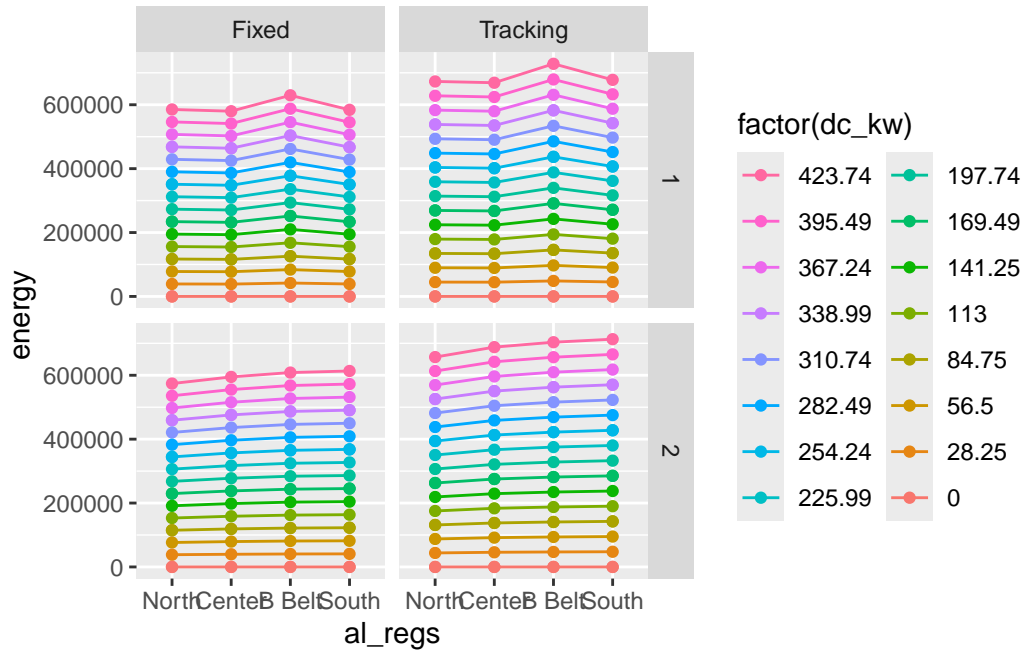 Fixed
Tracking
600000
400000
200000
0
1
600000
400000
200000
0
2
energy
North
Center
B Belt
South
North
Center
B Belt
South
al_regs
factor(dc_kw)
423.74
395.49
367.24
338.99
310.74
282.49
254.24
225.99
197.74
169.49
141.25
113
84.75
56.5
28.25
0